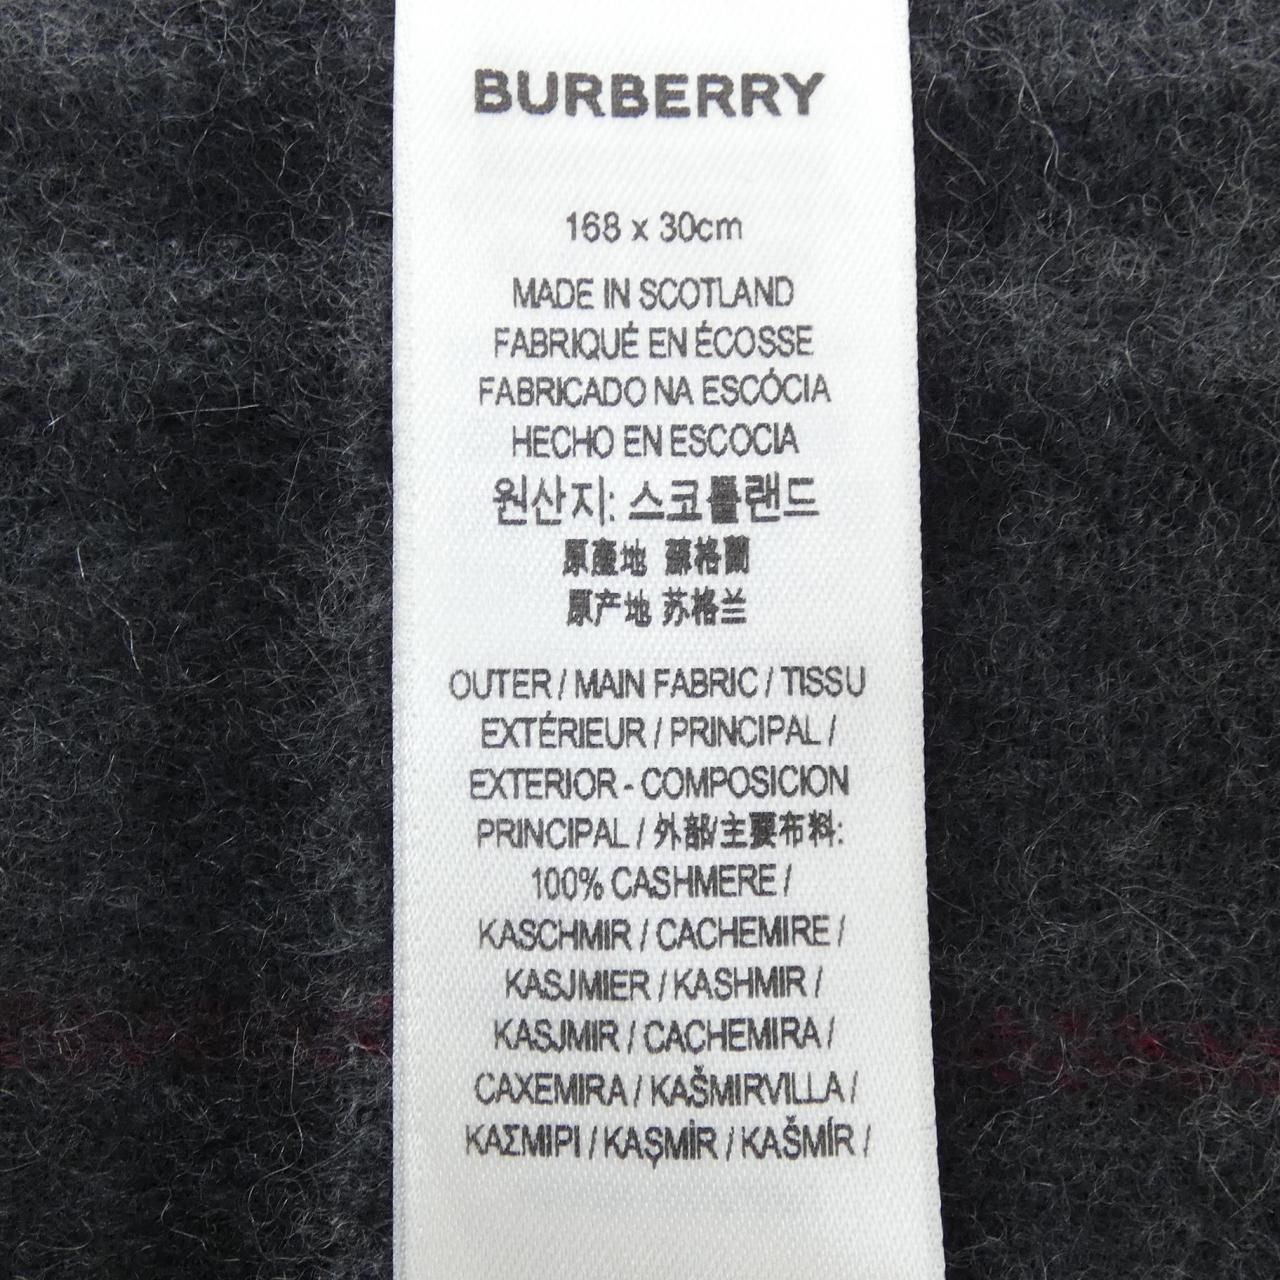 BURBERRY
168 x 30cm
MADE IN SCOTLAND
FABRIQUÉ EN ÉCOSSE
FABRICADO NA ESCÓCIA
HECHO EN ESCOCIA
원산지: 스코틀랜드
原產地 蘇格蘭
原产地 苏格兰
OUTER / MAIN FABRIC / TISSU
EXTÉRIEUR / PRINCIPAL /
EXTERIOR - COMPOSICION
PRINCIPAL / 外部/主要布料:
100% CASHMERE /
KASCHMIR / CACHEMIRE /
KASJMIER / KASHMIR /
KASJMIR / CACHEMIRA /
CAXEMIRA / KAŠMIRVILLA /
ΚΑΣΜΙΡΙ / KAŞMİR / KAŠMÍR /